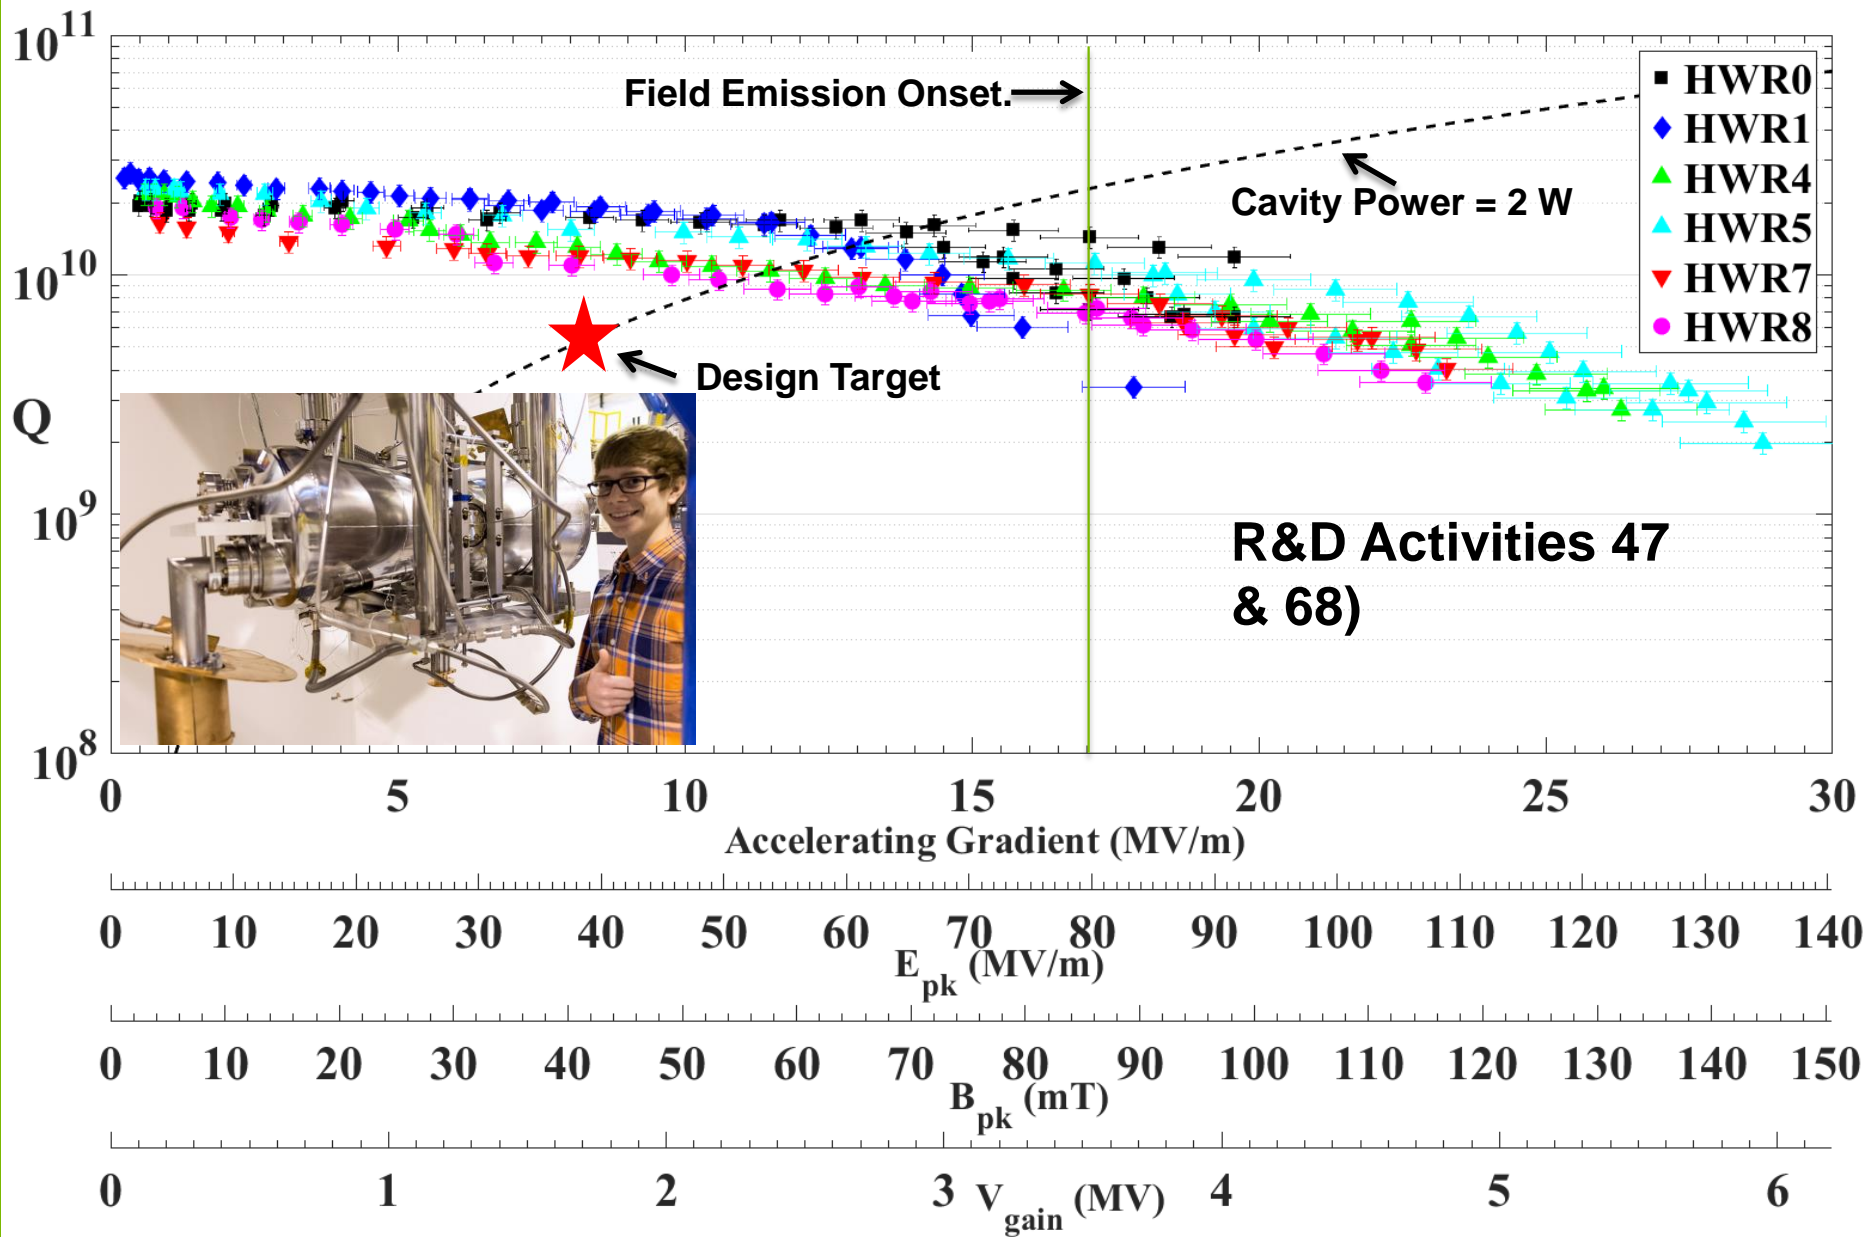 10^11
Field Emission Onset.
HWR0
HWR1
HWR4
HWR5
HWR7
HWR8
Cavity Power = 2 W
10^10
Design Target
Q
10^9
R&D Activities 47
& 68)
10^8
0 5 10 15 20 25 30
Accelerating Gradient (MV/m)
0 10 20 30 40 50 60 70 80 90 100 110 120 130 140
E_pk (MV/m)
0 10 20 30 40 50 60 70 80 90 100 110 120 130 140 150
B_pk (mT)
0 1 2 3 4 5 6
V_gain (MV)